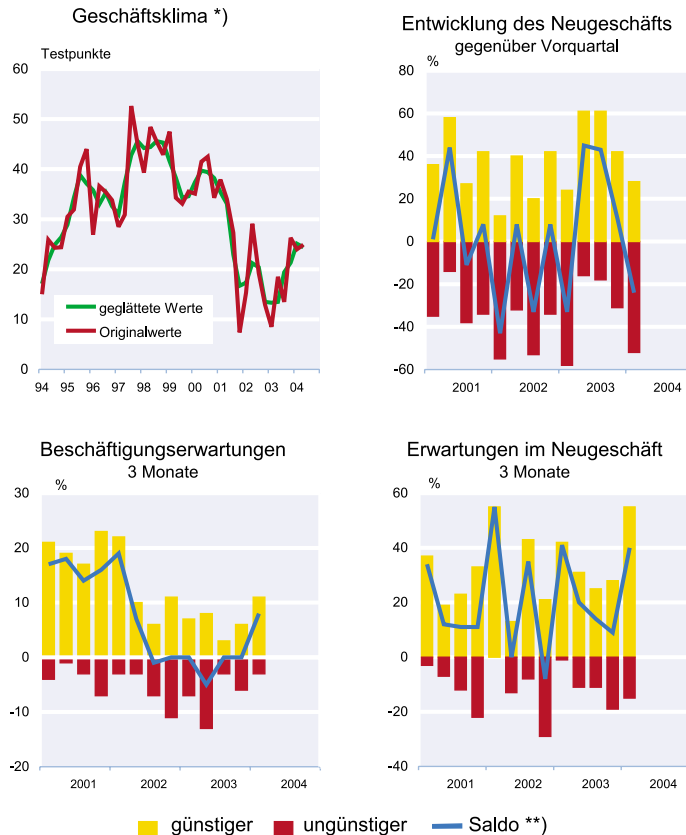 Geschäftsklima *)
Testpunkte
60
50
40
30
20
10
0
geglättete Werte
Originalwerte
94 95 96 97 98 99 00 01 02 03 04
Entwicklung des Neugeschäfts
gegenüber Vorquartal
%
80
60
40
20
0
-20
-40
-60
2001 2002 2003 2004
Beschäftigungserwartungen
3 Monate
%
30
20
10
0
-10
-20
2001 2002 2003 2004
Erwartungen im Neugeschäft
3 Monate
%
60
40
20
0
-20
-40
2001 2002 2003 2004
günstiger ungünstiger Saldo **)